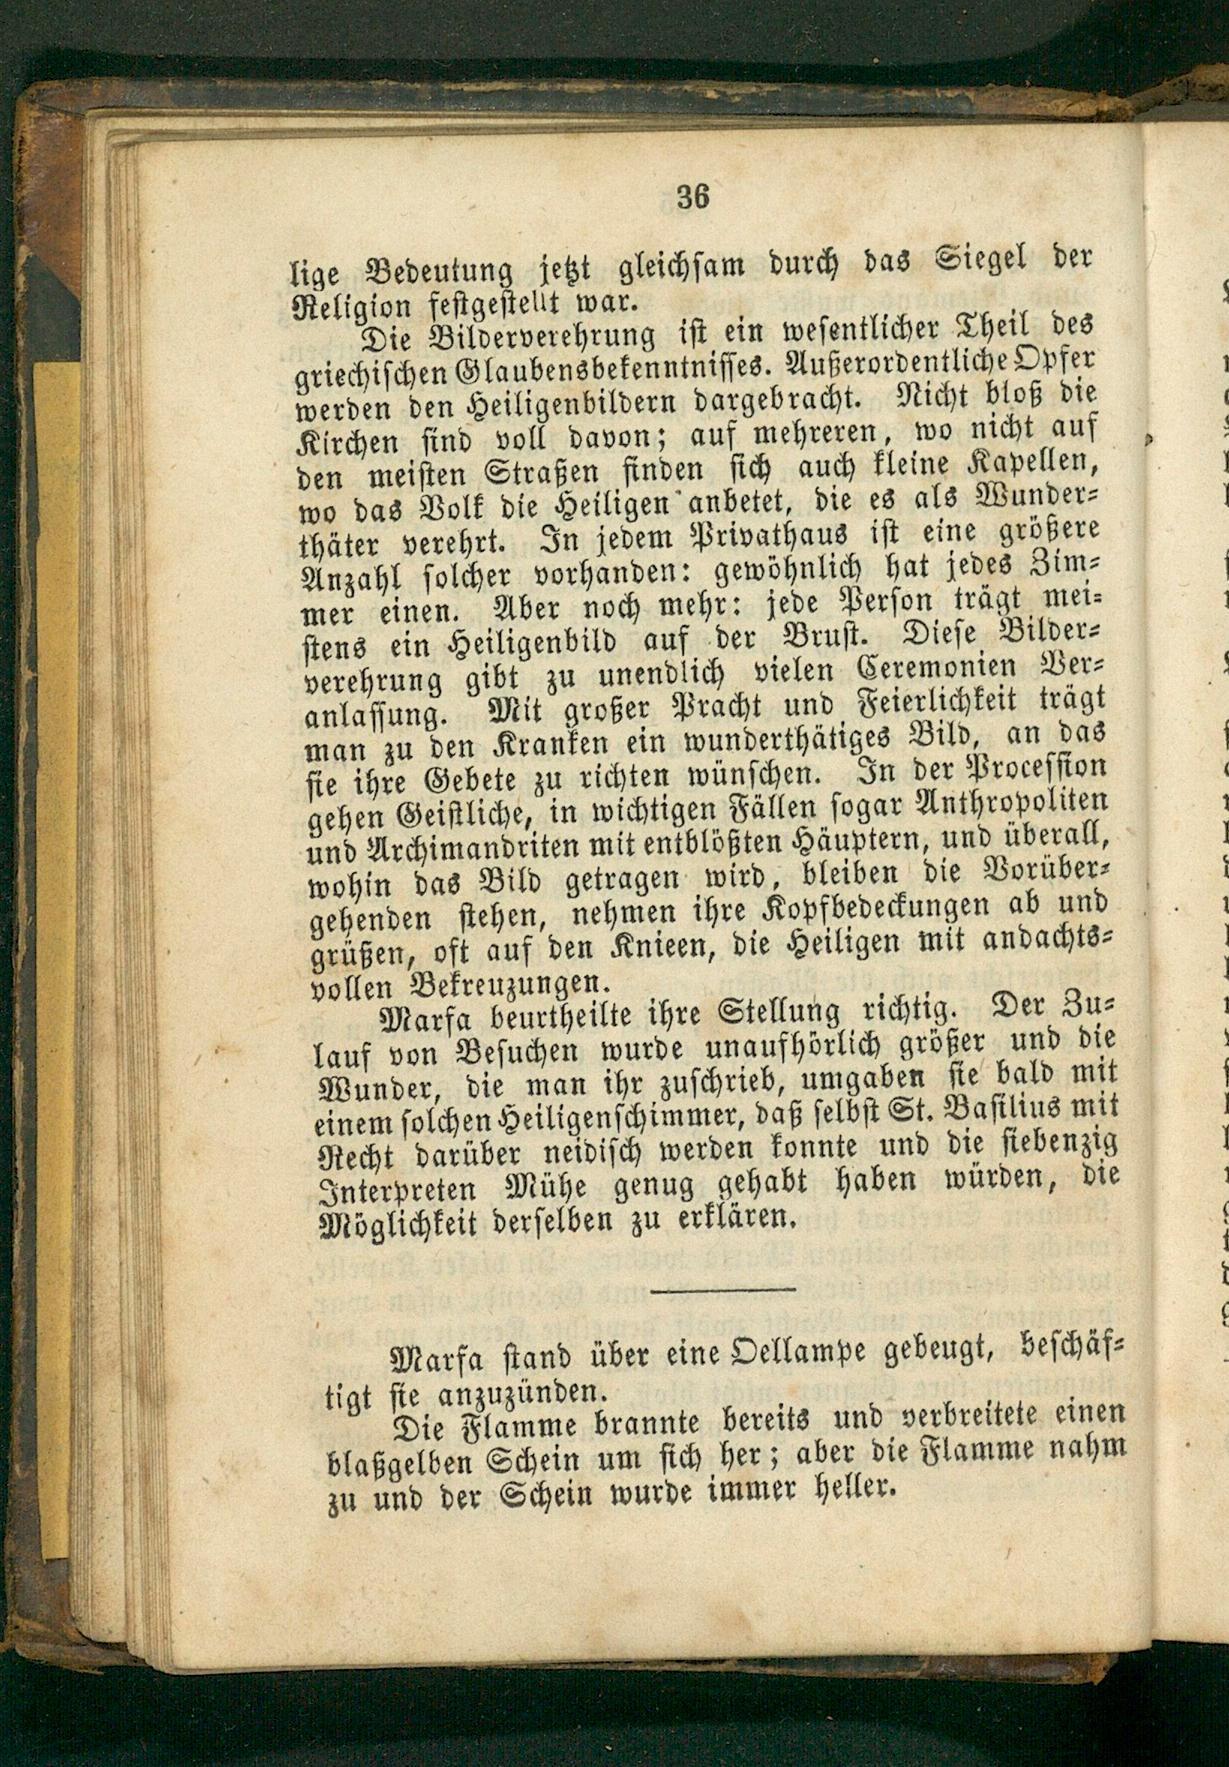 36
lige Bedeutung jetzt gleichsam durch das Siegel der
Religion festgestellt war.
Die Bilderverehrung ist ein wesentlicher Theil des
griechischen Glaubensbekenntnisses. Außerordentliche Opfer
werden den Heiligenbildern dargebracht. Nicht bloß die
Kirchen sind voll davon; auf mehreren, wo nicht auf
den meisten Straßen finden sich auch kleine Kapellen,
wo das Volk die Heiligen anbetet, die es als Wunder-
thäter verehrt. In jedem Privathaus ist eine größere
Anzahl solcher vorhanden: gewöhnlich hat jedes Zim-
mer einen. Aber noch mehr: jede Person trägt mei-
stens ein Heiligenbild auf der Brust. Diese Bilder-
verehrung gibt zu unendlich vielen Ceremonien Ver-
anlassung. Mit großer Pracht und Feierlichkeit trägt
man zu den Kranken ein wunderthätiges Bild, an das
sie ihre Gebete zu richten wünschen. In der Procession
gehen Geistliche, in wichtigen Fällen sogar Anthropoliten
und Archimandriten mit entblößten Häuptern, und überall,
wohin das Bild getragen wird, bleiben die Vorüber-
gehenden stehen, nehmen ihre Kopfbedeckungen ab und
grüßen, oft auf den Knieen, die Heiligen mit andachts-
vollen Bekreuzungen.
Marfa beurtheilte ihre Stellung richtig. Der Zu-
lauf von Besuchen wurde unaufhörlich größer und die
Wunder, die man ihr zuschrieb, umgaben sie bald mit
einem solchen Heiligenschimmer, daß selbst St. Basilius mit
Recht darüber neidisch werden konnte und die siebenzig
Interpreten Mühe genug gehabt haben würden, die
Möglichkeit derselben zu erklären.
Marfa stand über eine Oellampe gebeugt, beschäf-
tigt sie anzuzünden.
Die Flamme brannte bereits und verbreitete einen
blaßgelben Schein um sich her; aber die Flamme nahm
zu und der Schein wurde immer heller.